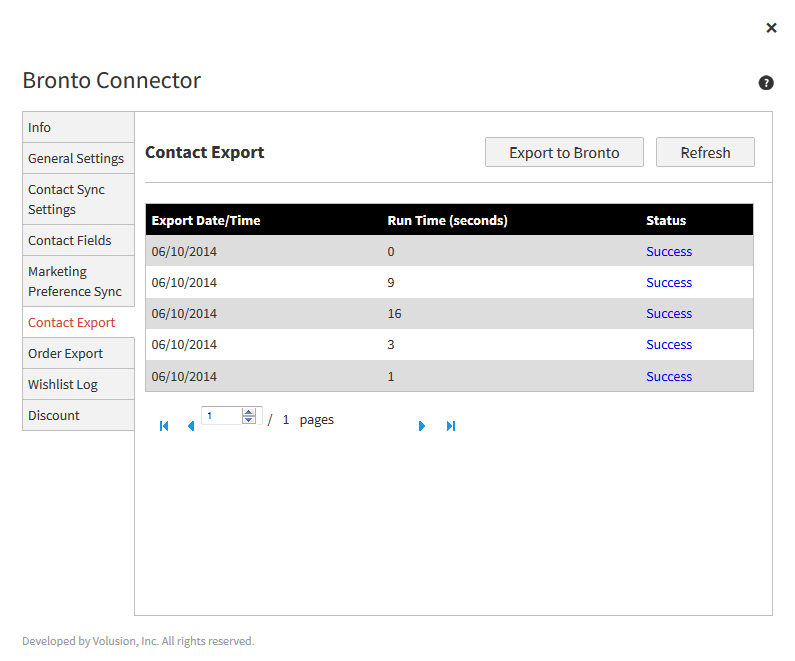 Bronto Connector
Info
General Settings
Contact Sync
Settings
Contact Fields
Marketing
Preference Sync
Contact Export
Order Export
Wishlist Log
Discount
Contact Export
Export to Bronto
Refresh
Export Date/Time Run Time (seconds) Status
06/10/2014 0 Success
06/10/2014 9 Success
06/10/2014 16 Success
06/10/2014 3 Success
06/10/2014 1 Success
1 / 1 pages
Developed by Volusion, Inc. All rights reserved.